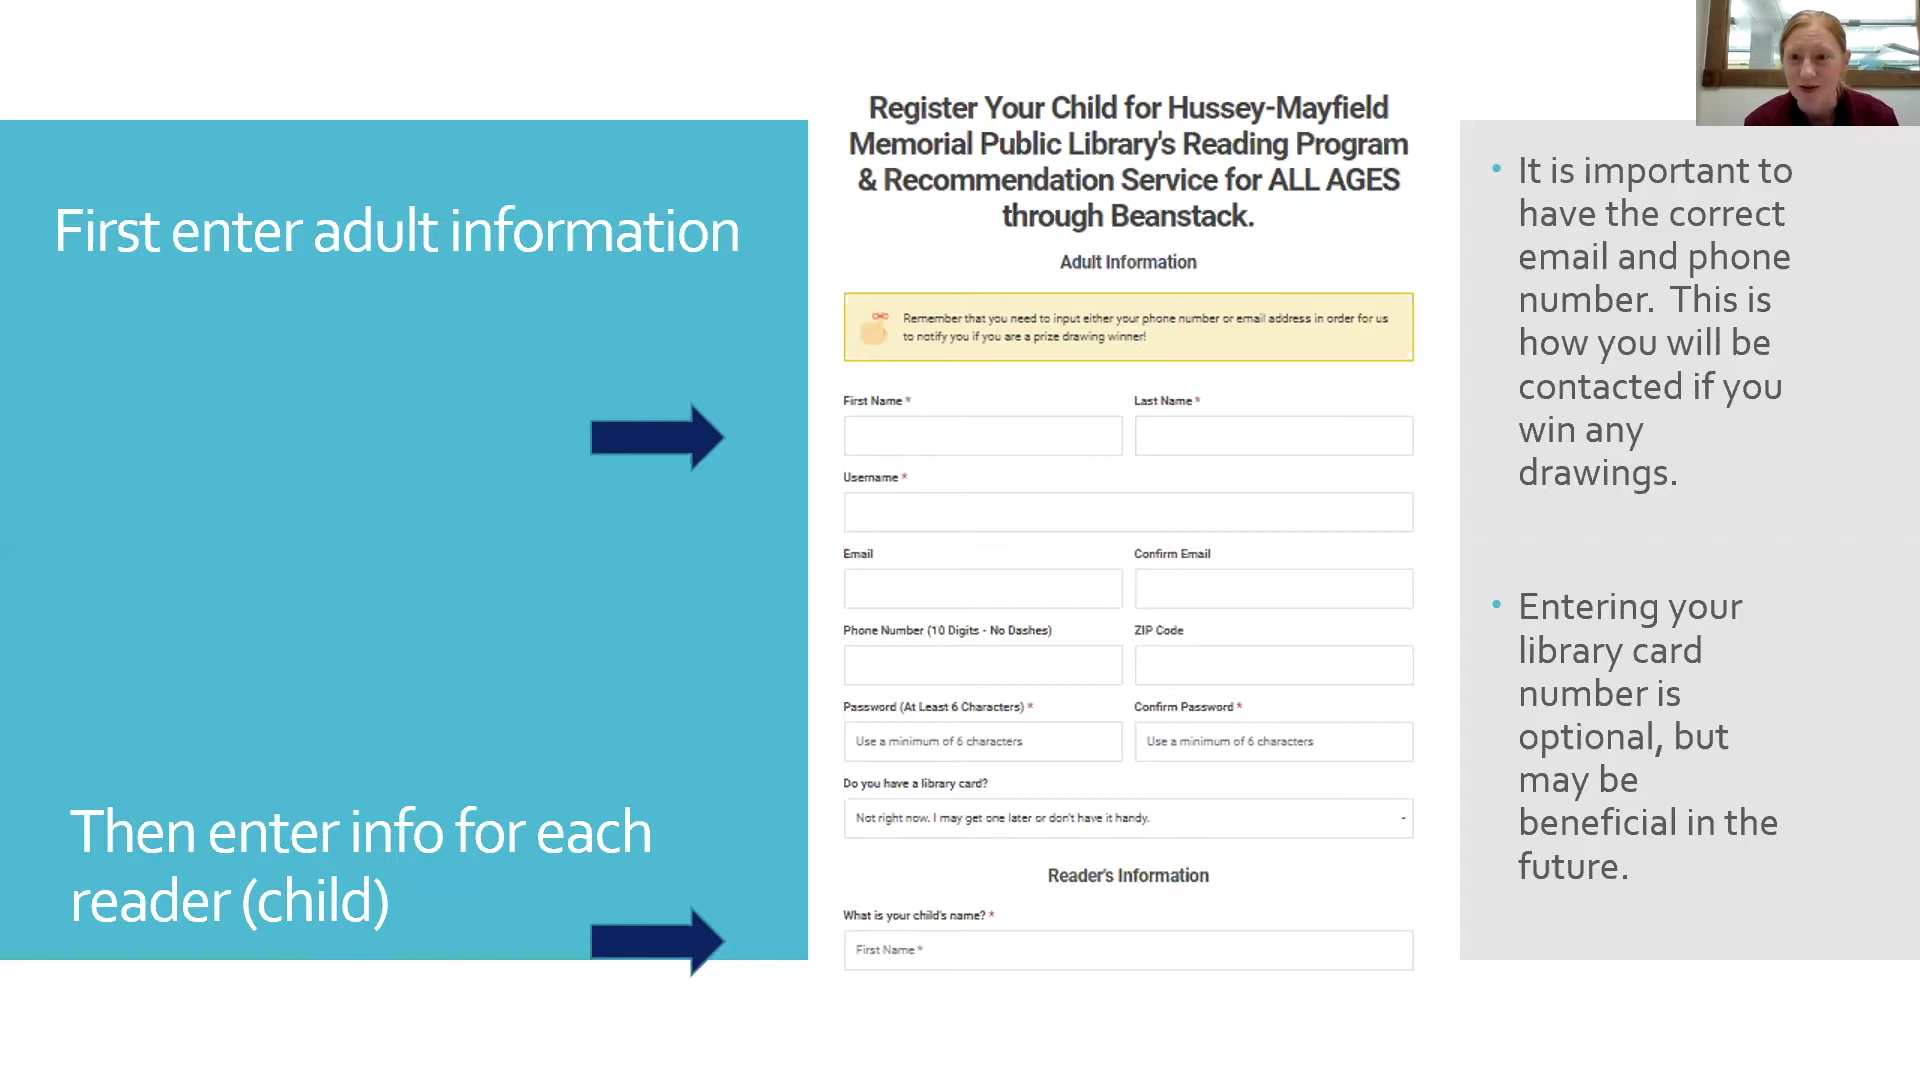 First enter adult information
Then enter info for each
reader (child)
Register Your Child for Hussey-Mayfield
Memorial Public Library's Reading Program
& Recommendation Service for ALL AGES
through Beanstack.
Adult Information
Remember that you need to input either your phone number or email address in order for us
to notify you if you are a prize drawing winner!
First Name *
Last Name *
Username *
Email
Confirm Email
Phone Number (10 Digits - No Dashes)
ZIP Code
Password (At Least 6 Characters) *
Confirm Password *
Use a minimum of 6 characters
Use a minimum of 6 characters
Do you have a library card?
Not right now. I may get one later or don't have it handy.
Reader's Information
What is your child's name? *
First Name *
• It is important to
have the correct
email and phone
number. This is
how you will be
contacted if you
win any
drawings.
• Entering your
library card
number is
optional, but
may be
beneficial in the
future.